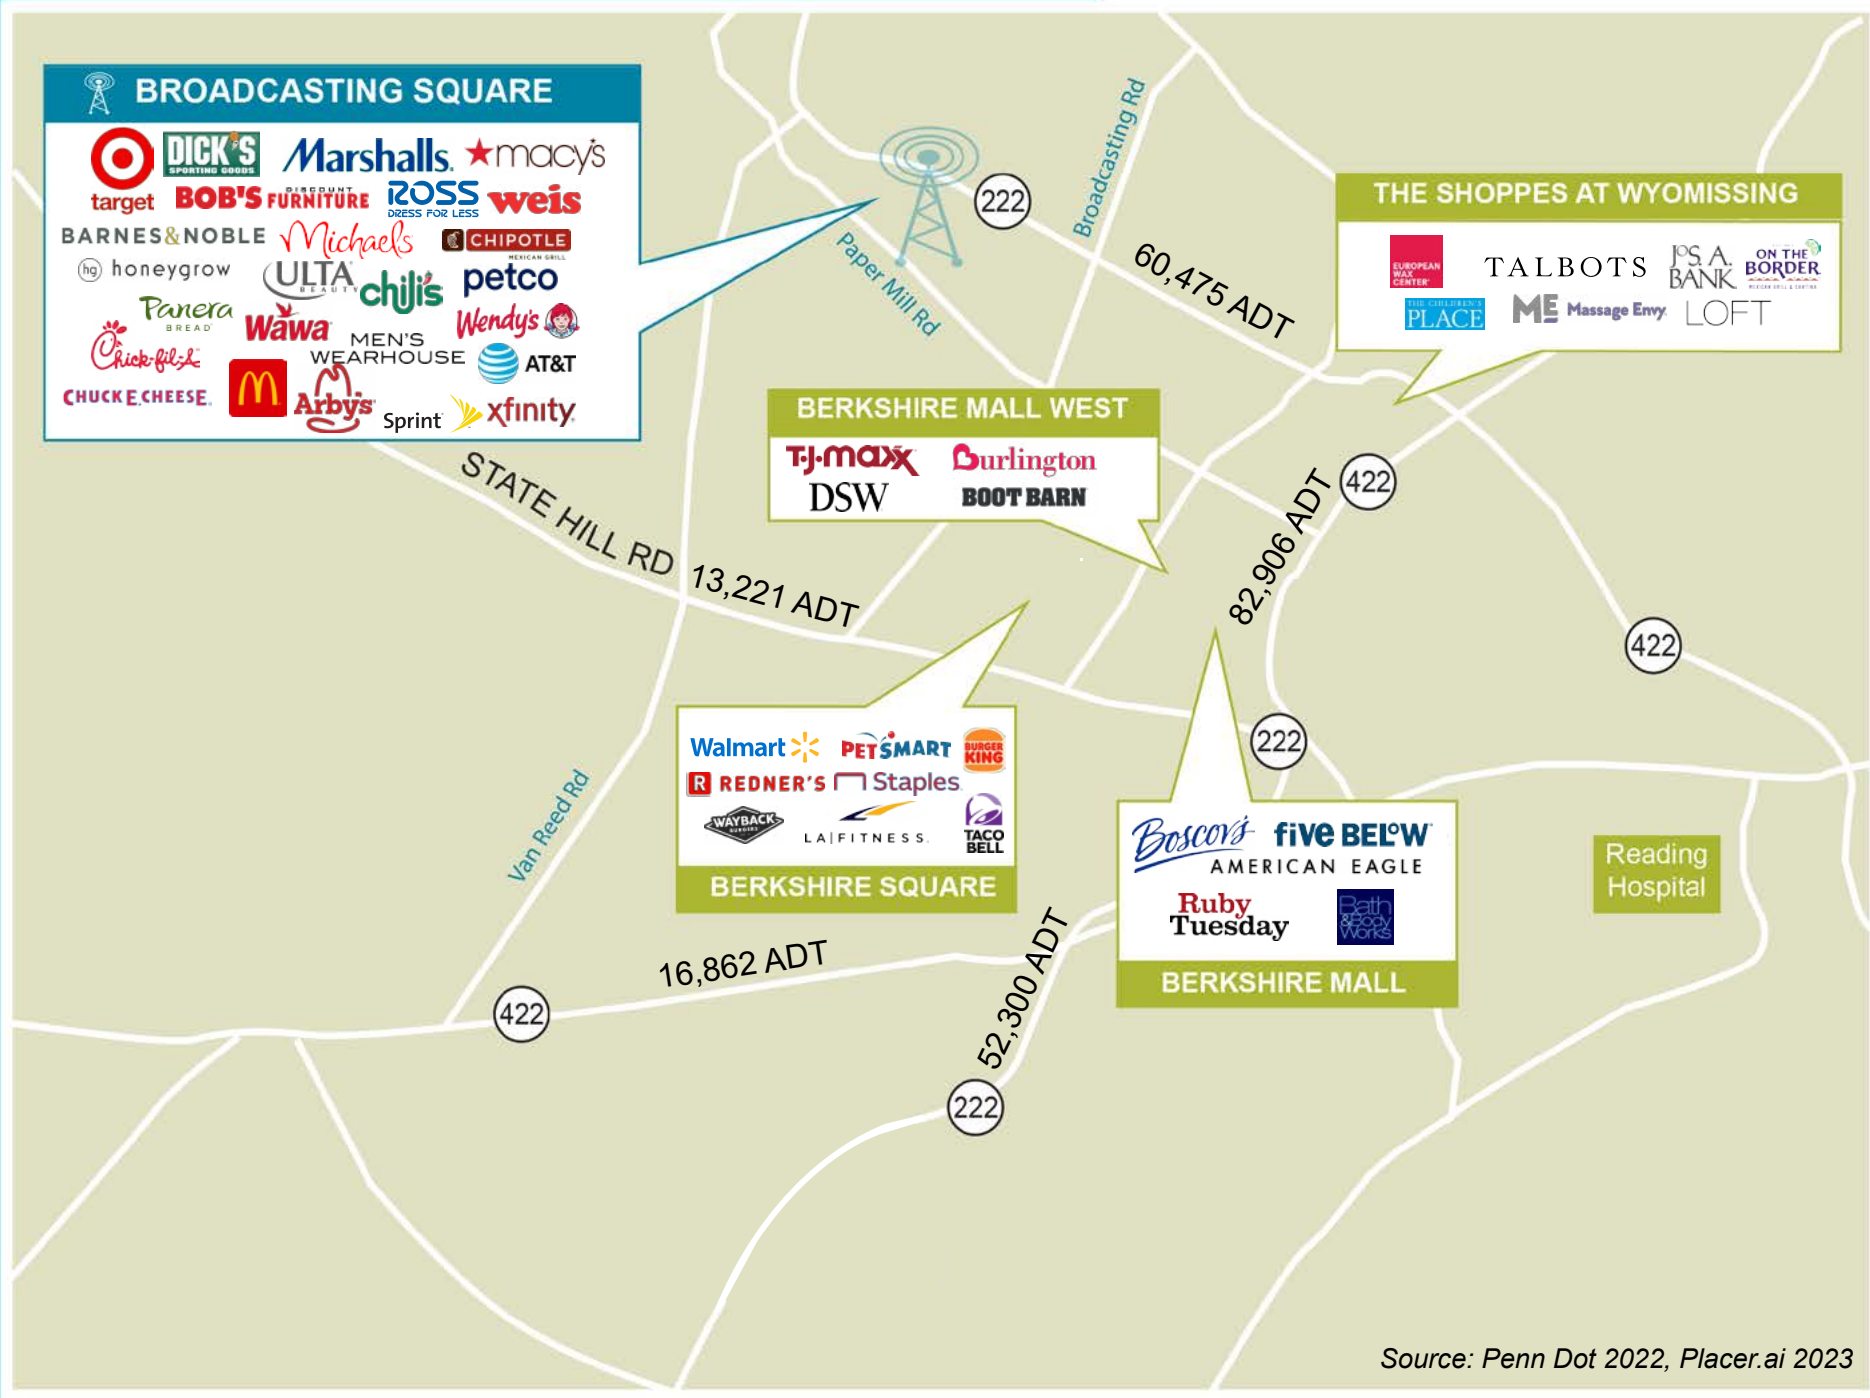 BROADCASTING SQUARE
target
DICK'S
SPORTING GOODS
Marshalls.
macy's
BOB'S DISCOUNT FURNITURE
ROSS
DRESS FOR LESS
weis
BARNES&NOBLE
Michaels
CHIPOTLE
MEXICAN GRILL
hg honeygrow
ULTA
BEAUTY
chili's
petco
Panera
BREAD
Wawa
Wendy's
Chick-fil-A
MEN'S
WEARHOUSE
AT&T
CHUCK E. CHEESE.
Arby's
Sprint
xfinity
222
Broadcasting Rd
Paper Mill Rd
60,475 ADT
THE SHOPPES AT WYOMISSING
EUROPEAN
WAX
CENTER
TALBOTS
JOS. A.
BANK
ON THE
BORDER
MEXICAN GRILL & CANTINA
THE CHILDREN'S
PLACE
ME Massage Envy
LOFT
BERKSHIRE MALL WEST
T•J•maxx
Burlington
DSW
BOOT BARN
STATE HILL RD
13,221 ADT
82,906 ADT
422
422
222
Walmart
PETSMART
BURGER
KING
R REDNER'S
Staples
WAYBACK
BURGERS
LA|FITNESS.
TACO
BELL
BERKSHIRE SQUARE
Van Reed Rd
Boscov's
fiVE BELOW
AMERICAN EAGLE
Ruby
Tuesday
Bath
&Body
Works
BERKSHIRE MALL
Reading
Hospital
16,862 ADT
52,300 ADT
422
222
Source: Penn Dot 2022, Placer.ai 2023